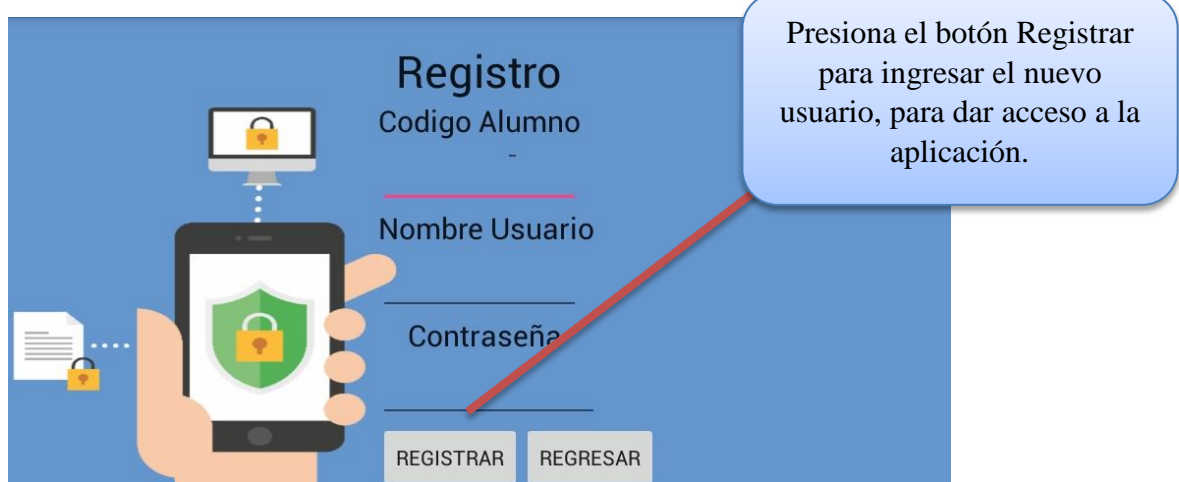 Registro
Codigo Alumno
-
Nombre Usuario
Contraseña
REGISTRAR REGRESAR
Presiona el botón Registrar
para ingresar el nuevo
usuario, para dar acceso a la
aplicación.